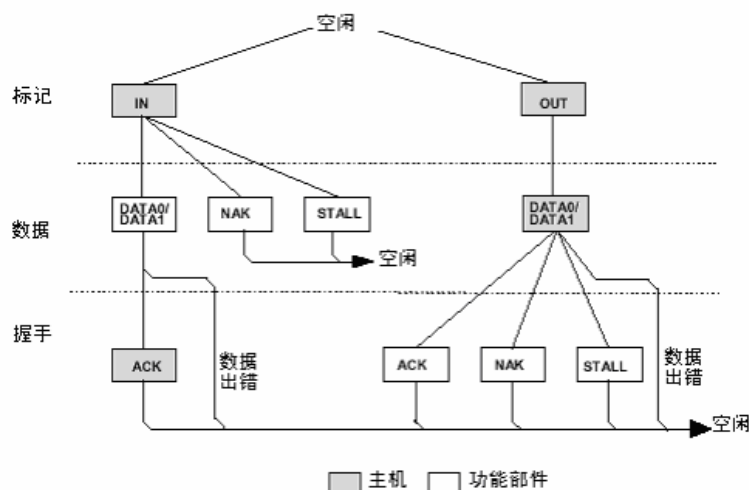 空闲
标记
IN
OUT
数据
DATA0/
DATA1
NAK
STALL
DATA0/
DATA1
空闲
握手
ACK
数据
出错
ACK
NAK
STALL
数据
出错
空闲
主机
功能部件